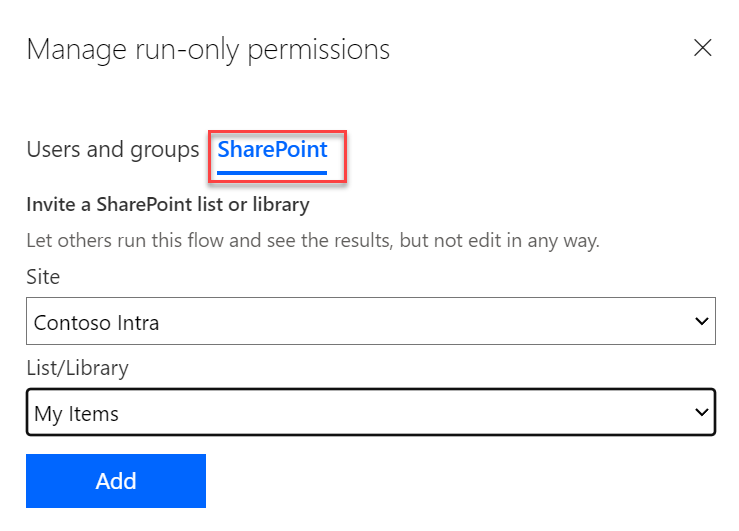 Manage run-only permissions
Users and groups SharePoint
Invite a SharePoint list or library
Let others run this flow and see the results, but not edit in any way.
Site
Contoso Intra
List/Library
My Items
Add